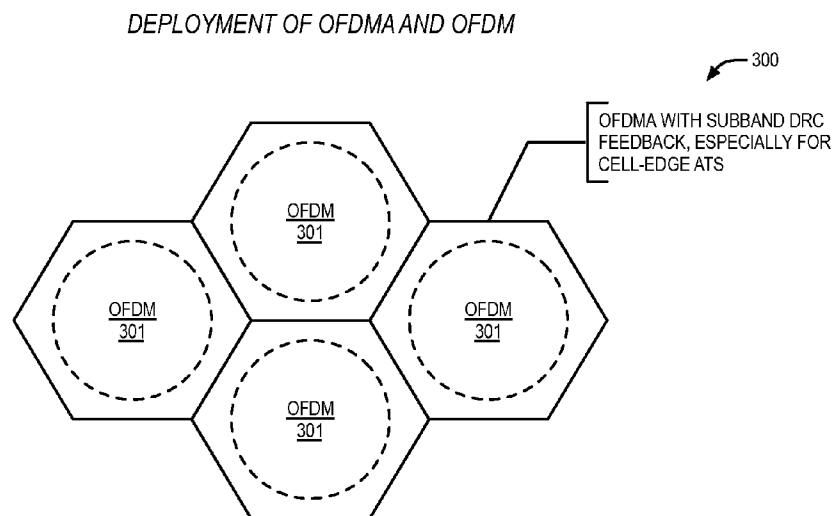 DEPLOYMENT OF OFDMA AND OFDM
300
OFDMA WITH SUBBAND DRC
FEEDBACK, ESPECIALLY FOR
CELL-EDGE ATS
OFDM
301
OFDM
301
OFDM
301
OFDM
301